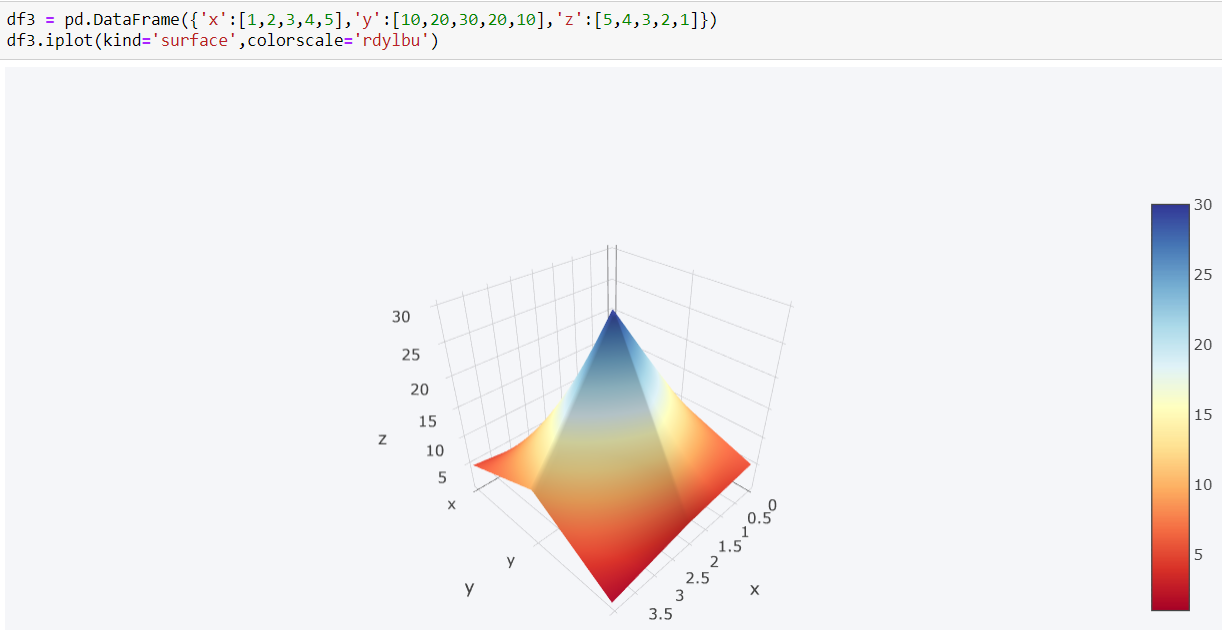 df3 = pd.DataFrame({'x':[1,2,3,4,5],'y':[10,20,30,20,10],'z':[5,4,3,2,1]})
df3.iplot(kind='surface',colorscale='rdylbu')
30
25
20
15
10
5
z
x
y
y
0
0.5
1
1.5
2
2.5
3
3.5
x
30
25
20
15
10
5